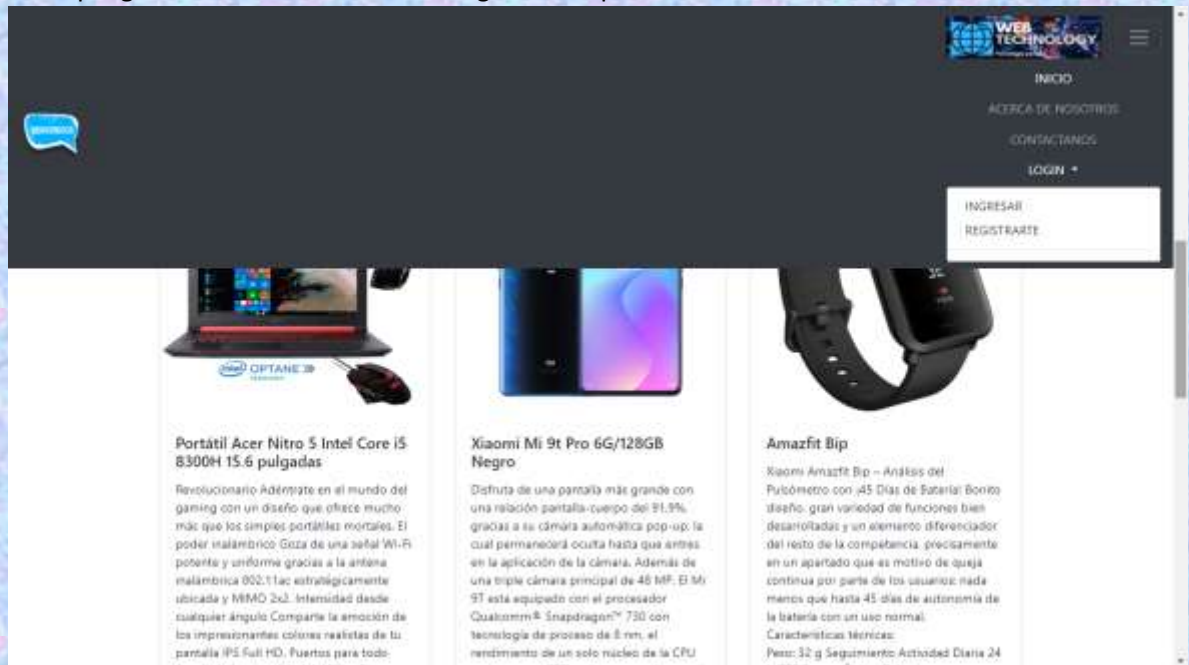 WEB
TECHNOLOGY
INICIO
ACERCA DE NOSOTROS
CONTACTANOS
LOGIN
INGRESAR
REGISTRARTE
intel OPTANE
Portátil Acer Nitro 5 Intel Core i5
8300H 15.6 pulgadas
Revolucionario Adéntrate en el mundo del
gaming con un diseño que ofrece mucho
más que los simples portátiles mortales. El
poder inalámbrico Goza de una señal Wi-Fi
potente y uniforme gracias a la antena
inalámbrica 802.11ac estratégicamente
ubicada y MIMO 2x2. Intensidad desde
cualquier ángulo Comparte la emoción de
los impresionantes colores realistas de tu
pantalla IPS Full HD. Puertos para todo
Xiaomi Mi 9t Pro 6G/128GB
Negro
Disfruta de una pantalla más grande con
una relación pantalla-cuerpo del 91.9%,
gracias a su cámara automática pop-up, la
cual permanecerá oculta hasta que entres
en la aplicación de la cámara. Además de
una triple cámara principal de 48 MP. El Mi
9T está equipado con el procesador
Qualcomm® Snapdragon™ 730 con
tecnología de proceso de 8 nm, el
rendimiento de un solo núcleo de la CPU
Amazfit Bip
Xiaomi Amazfit Bip – Análisis del
Pulsómetro con ¡45 Días de Batería! Bonito
diseño, gran variedad de funciones bien
desarrolladas y un elemento diferenciador
del resto de la competencia, precisamente
en un apartado que es motivo de queja
continua por parte de los usuarios: nada
menos que hasta 45 días de autonomía de
la batería con un uso normal.
Características técnicas:
Peso: 32 g Seguimiento Actividad Diaria 24